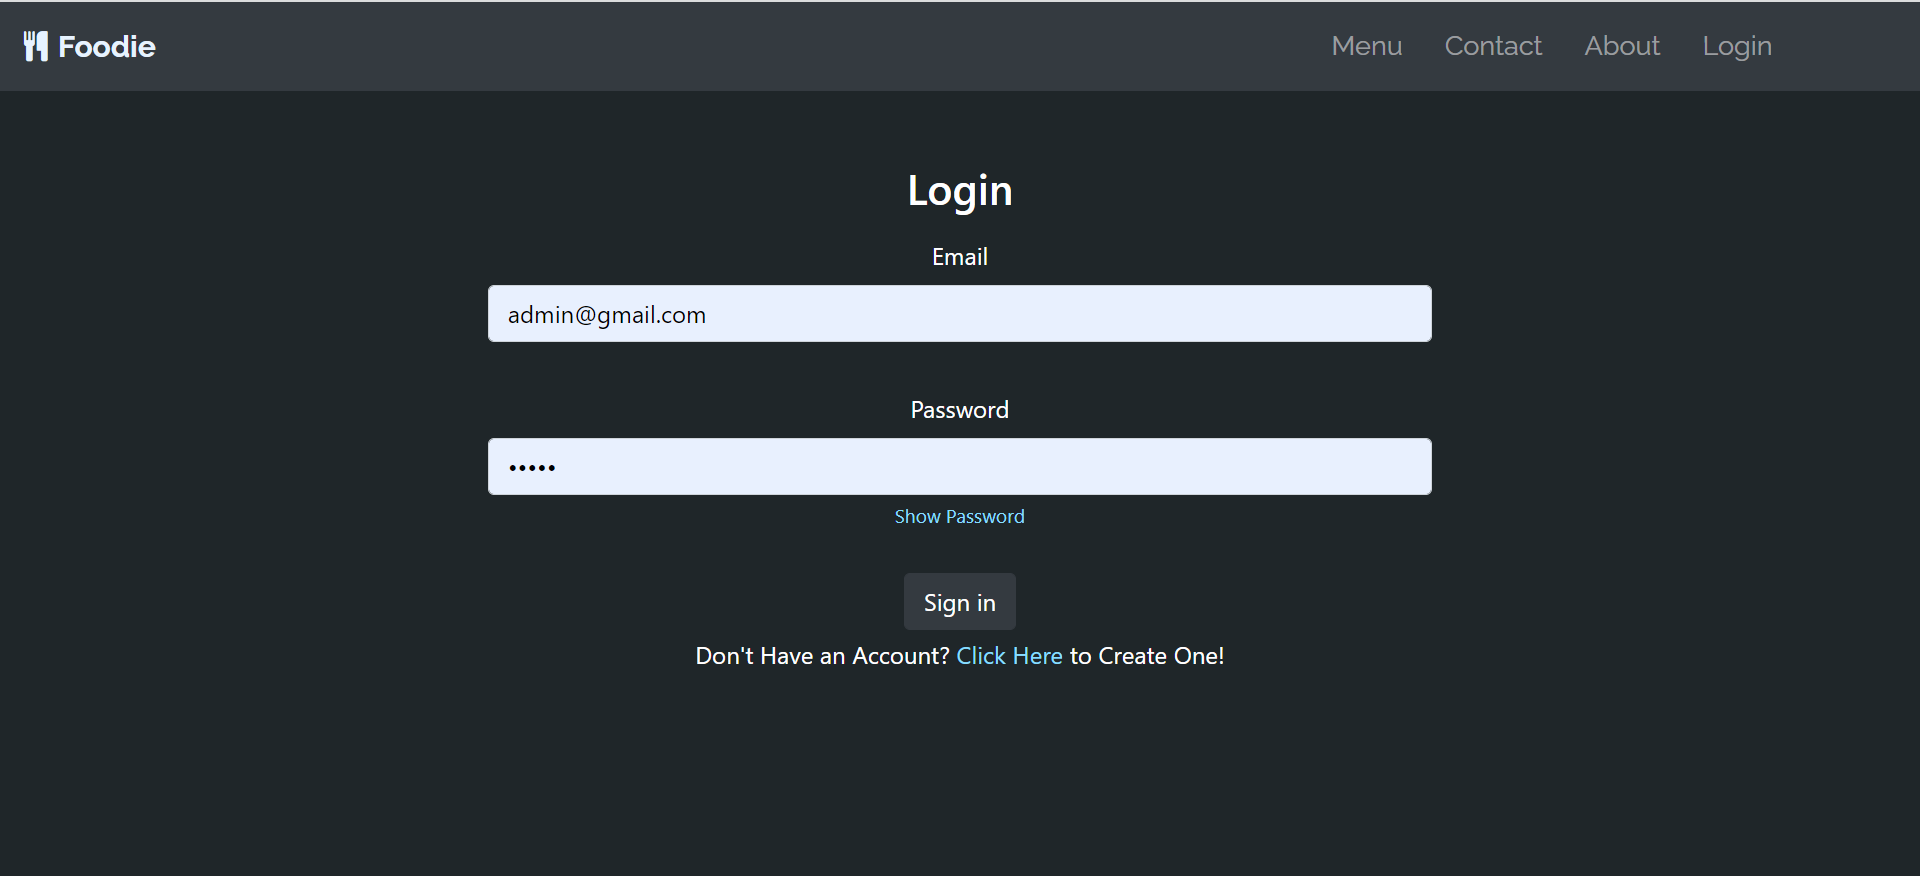 Foodie Menu Contact About Login
Login
Email
admin@gmail.com
Password
•••••
Show Password
Sign in
Don't Have an Account? Click Here to Create One!